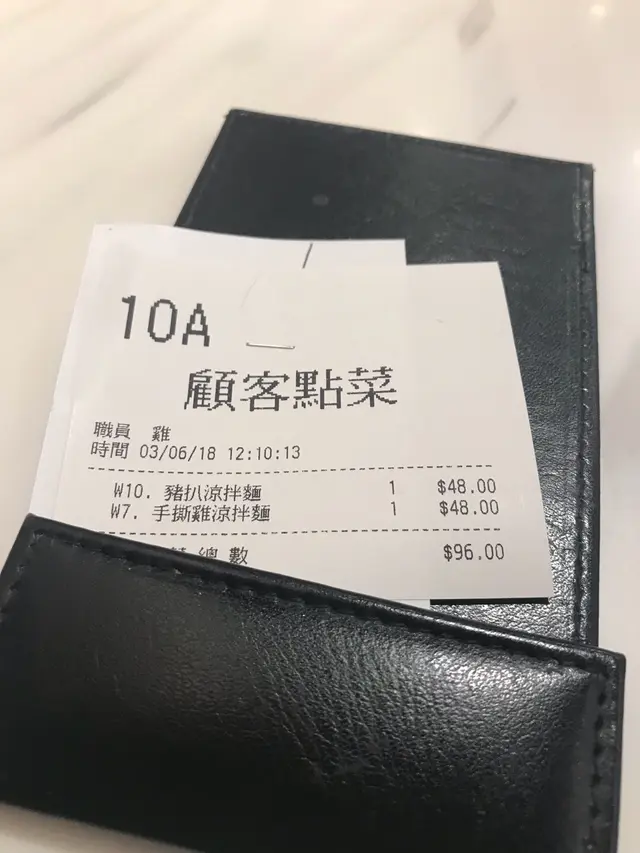 10A
顧客點菜
職員 雞
時間 03/06/18 12:10:13
W10. 豬扒涼拌麵 1 $48.00
W7. 手撕雞涼拌麵 1 $48.00
總 數 $96.00